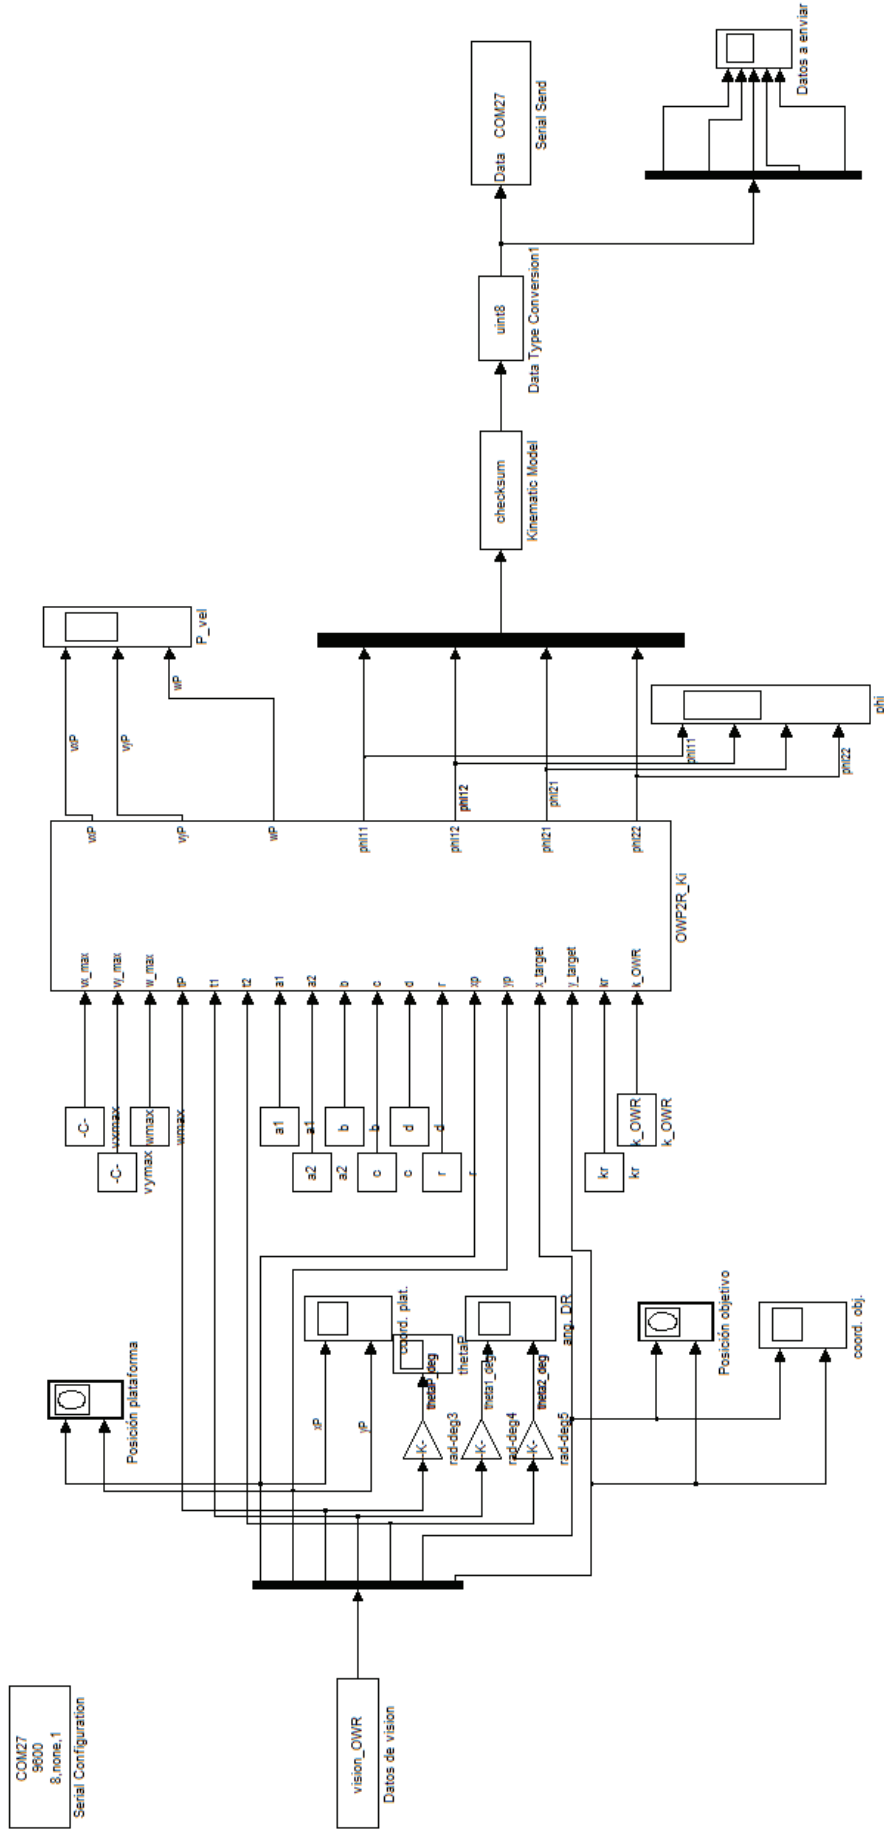 COM27
9600
8,none,1
Serial Configuration
vision_OWR
Datos de vision
Posición plataforma
xP
yP
coord. plat.
-K-
rad-deg3
thetaP_deg
thetaP
-K-
rad-deg4
theta1_deg
-K-
rad-deg5
theta2_deg
ang. DR
Posición objetivo
coord. obj.
-C-
vxmax
-C-
vymax
wmax
wmax
a1
a1
a2
a2
b
b
c
c
d
d
r
r
kr
kr
k_OWR
k_OWR
vx_max
vy_max
w_max
tP
t1
t2
a1
a2
b
c
d
r
xp
yp
x_target
y_target
kr
k_OWR
vxP
vyP
wP
phi11
phi12
phi21
phi22
OWP2R_Ki
vxP
vyP
wP
P_vel
phi12
phi21
phi11
phi22
phi
checksum
Kinematic Model
uint8
Data Type Conversion1
Data
COM27
Serial Send
Datos a enviar